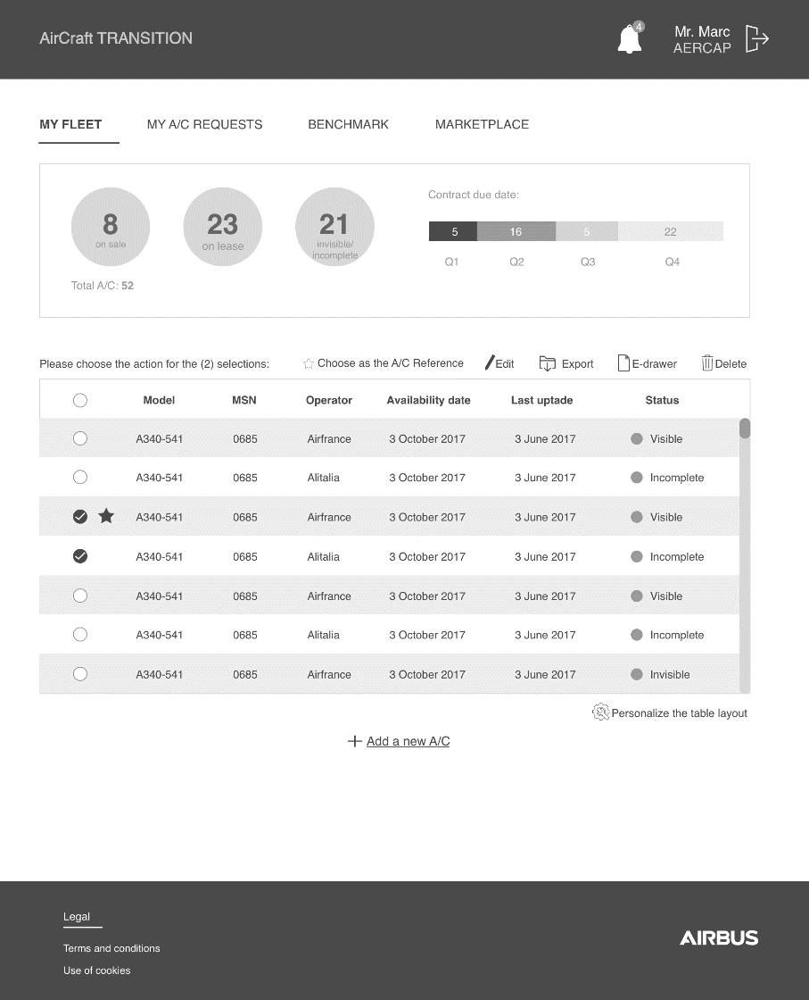 AirCraft TRANSITION
4
Mr. Marc
AERCAP
MY FLEET MY A/C REQUESTS BENCHMARK MARKETPLACE
8
on sale
23
on lease
21
invisible/
incomplete
Total A/C: 52
Contract due date:
5 16 5 22
Q1 Q2 Q3 Q4
Please choose the action for the (2) selections: Choose as the A/C Reference Edit Export E-drawer Delete
Model MSN Operator Availability date Last uptade Status
A340-541 0685 Airfrance 3 October 2017 3 June 2017 Visible
A340-541 0685 Alitalia 3 October 2017 3 June 2017 Incomplete
A340-541 0685 Airfrance 3 October 2017 3 June 2017 Visible
A340-541 0685 Alitalia 3 October 2017 3 June 2017 Incomplete
A340-541 0685 Airfrance 3 October 2017 3 June 2017 Visible
A340-541 0685 Alitalia 3 October 2017 3 June 2017 Incomplete
A340-541 0685 Airfrance 3 October 2017 3 June 2017 Invisible
Personalize the table layout
Add a new A/C
Legal
Terms and conditions
Use of cookies
AIRBUS